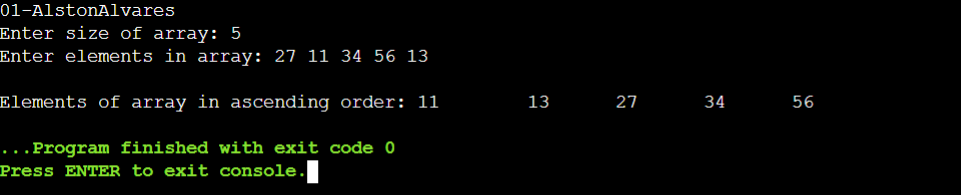 01-AlstonAlvares
Enter size of array: 5
Enter elements in array: 27 11 34 56 13
Elements of array in ascending order: 11 13 27 34 56
...Program finished with exit code 0
Press ENTER to exit console.